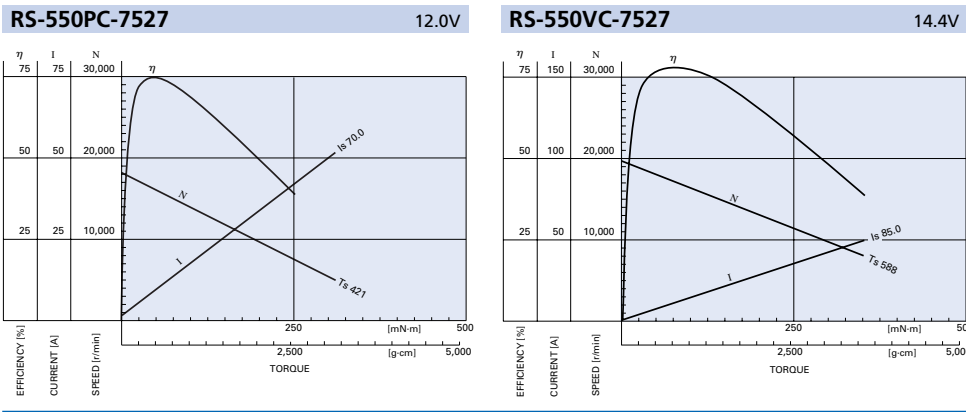 RS-550PC-7527 12.0V
η I N
75 75 30,000
η
50 50 20,000
Is 70.0
N
25 25 10,000
I
Ts 421
250 [mN·m] 500
2,500 [g·cm] 5,000
TORQUE
EFFICIENCY [%]
CURRENT [A]
SPEED [r/min]
RS-550VC-7527 14.4V
η I N
75 150 30,000
η
50 100 20,000
N
25 50 10,000
Is 85.0
Ts 588
I
250 [mN·m]
2,500 [g·cm] 5,000
TORQUE
EFFICIENCY [%]
CURRENT [A]
SPEED [r/min]